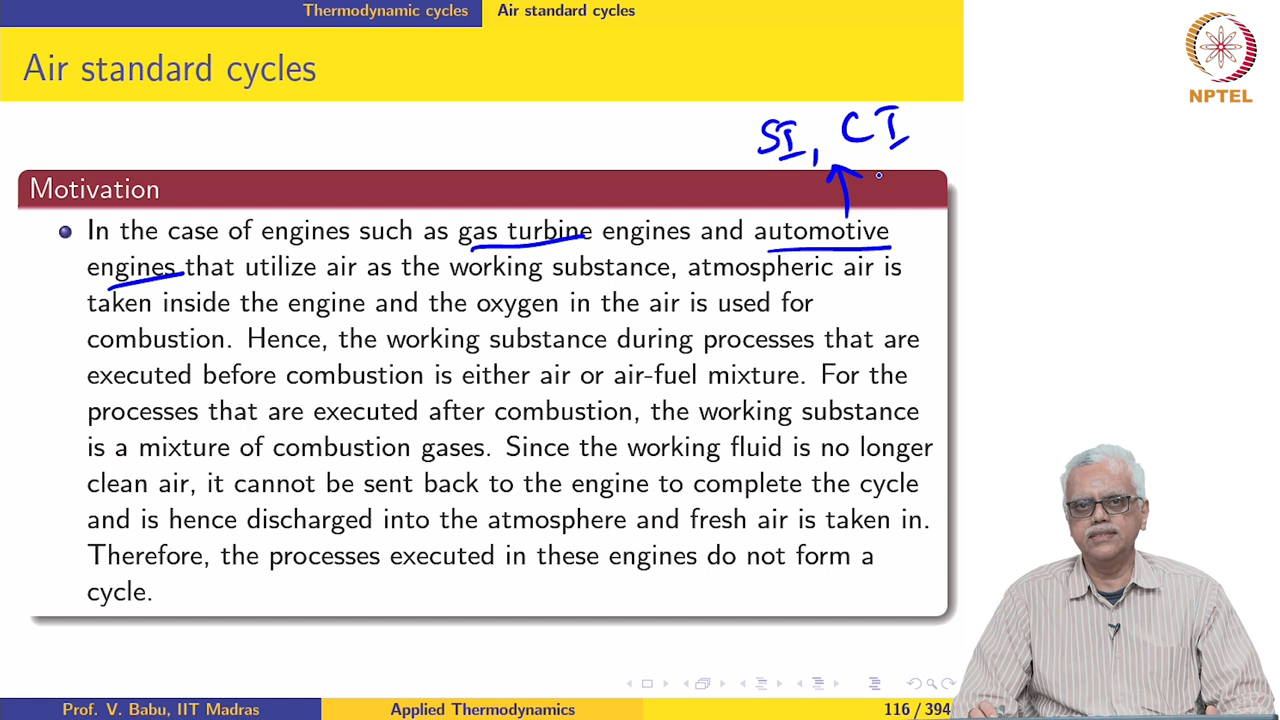 Thermodynamic cycles Air standard cycles
Air standard cycles
NPTEL
SI, CI
Motivation
In the case of engines such as gas turbine engines and automotive
engines that utilize air as the working substance, atmospheric air is
taken inside the engine and the oxygen in the air is used for
combustion. Hence, the working substance during processes that are
executed before combustion is either air or air-fuel mixture. For the
processes that are executed after combustion, the working substance
is a mixture of combustion gases. Since the working fluid is no longer
clean air, it cannot be sent back to the engine to complete the cycle
and is hence discharged into the atmosphere and fresh air is taken in.
Therefore, the processes executed in these engines do not form a
cycle.
Prof. V. Babu, IIT Madras Applied Thermodynamics 116 / 394